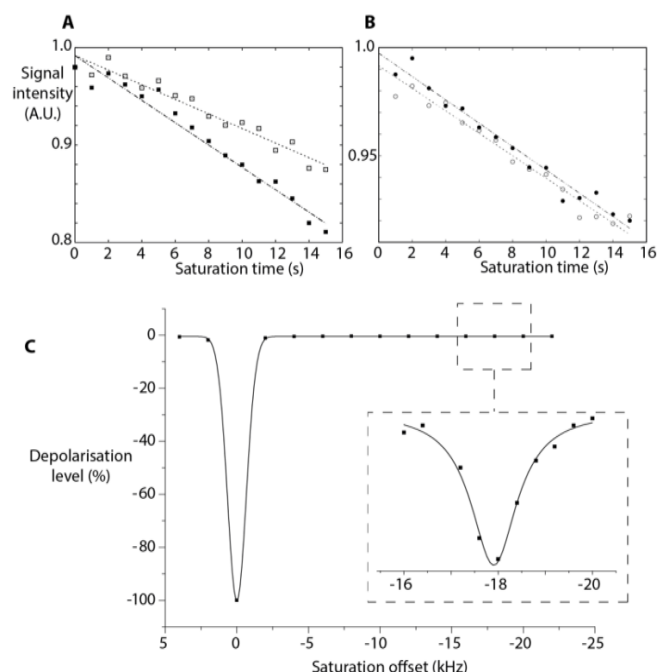 A
B
1.0
1.0
Signal
intensity
(A.U.)
0.9
0.95
0.8
0 2 4 6 8 10 12 14 16
Saturation time (s)
0 2 4 6 8 10 12 14 16
Saturation time (s)
C
0
-20
-40
Depolarisation
level (%)
-60
-80
-100
-16 -18 -20
5 0 -5 -10 -15 -20 -25
Saturation offset (kHz)